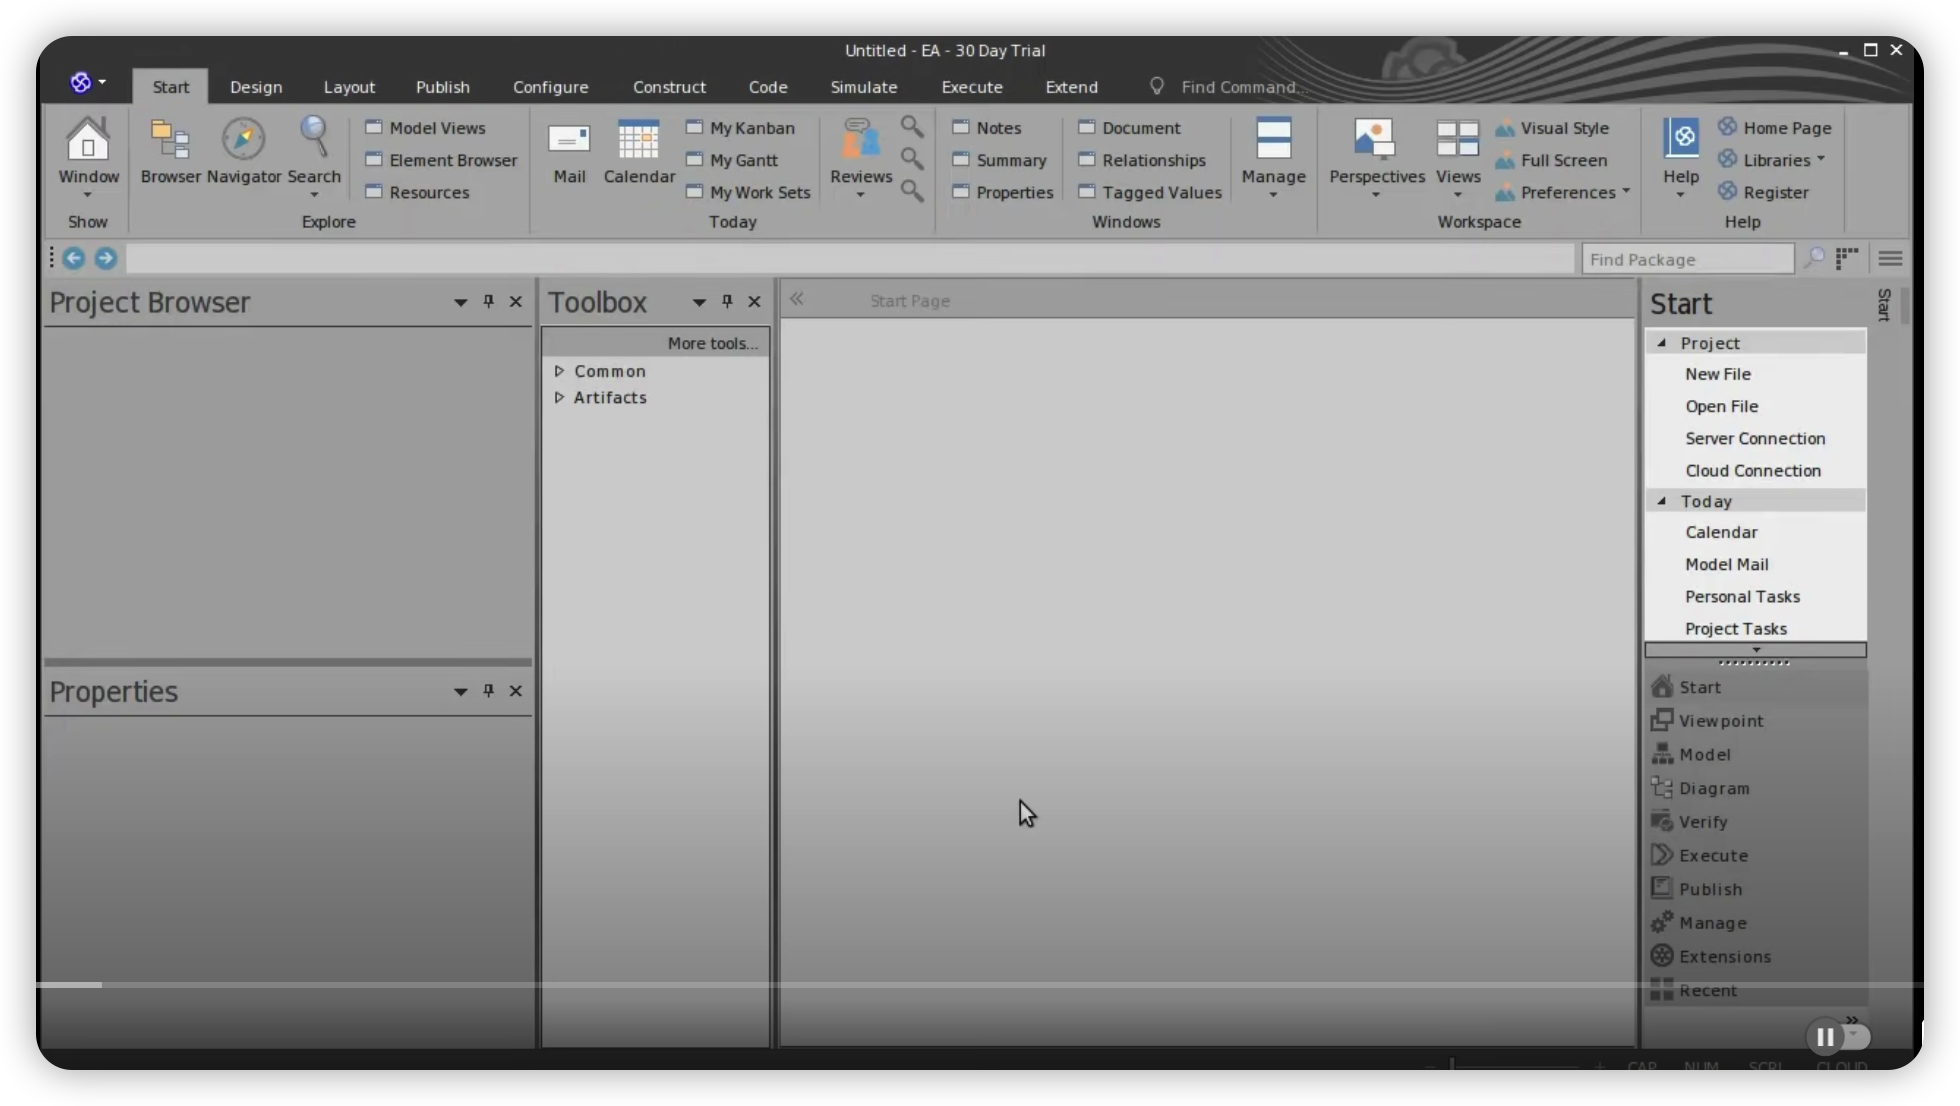 Untitled - EA - 30 Day Trial
Start Design Layout Publish Configure Construct Code Simulate Execute Extend Find Command...
Window
Show
Browser Navigator Search
Model Views
Element Browser
Resources
Explore
Mail Calendar
My Kanban
My Gantt
My Work Sets
Reviews
Today
Notes
Summary
Properties
Document
Relationships
Tagged Values
Manage
Windows
Perspectives Views
Visual Style
Full Screen
Preferences
Workspace
Help
Home Page
Libraries
Register
Help
Find Package
Project Browser
Properties
Toolbox
More tools...
Common
Artifacts
Start Page
Start
Project
New File
Open File
Server Connection
Cloud Connection
Today
Calendar
Model Mail
Personal Tasks
Project Tasks
Start
Viewpoint
Model
Diagram
Verify
Execute
Publish
Manage
Extensions
Recent
Start
CAP NUM SCRL CLOUD